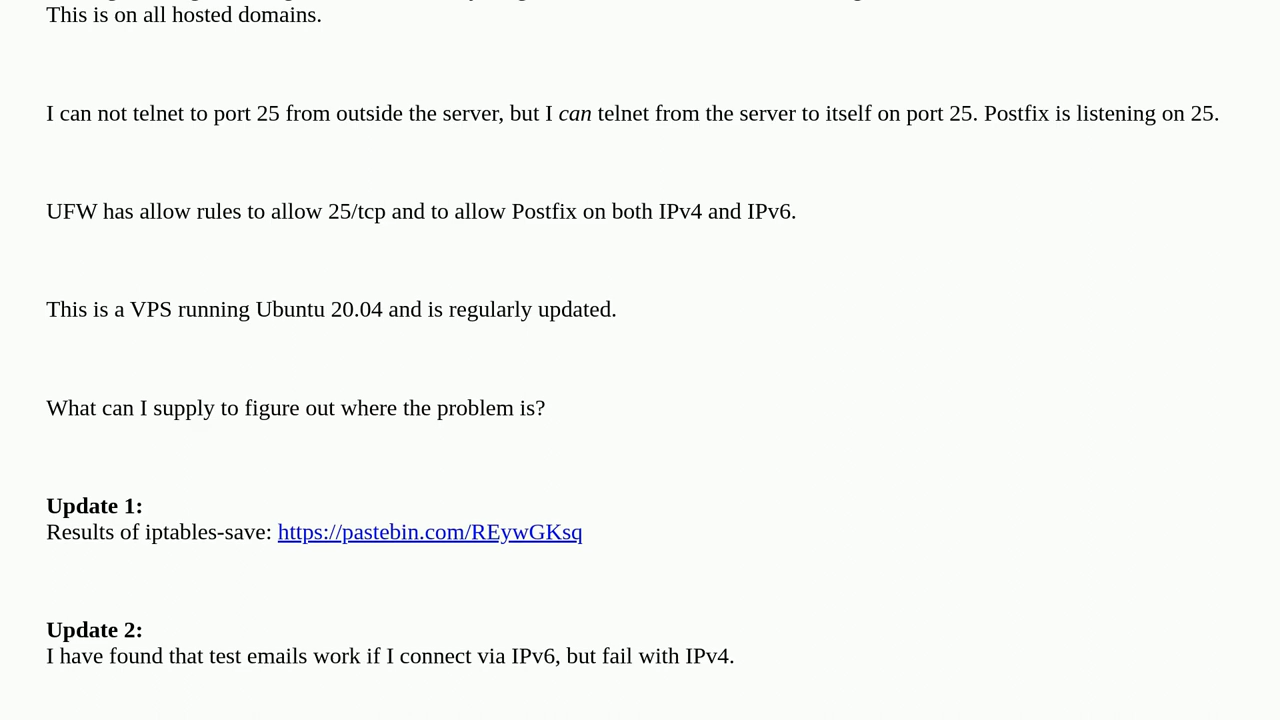 This is on all hosted domains.
I can not telnet to port 25 from outside the server, but I can telnet from the server to itself on port 25. Postfix is listening on 25.
UFW has allow rules to allow 25/tcp and to allow Postfix on both IPv4 and IPv6.
This is a VPS running Ubuntu 20.04 and is regularly updated.
What can I supply to figure out where the problem is?
Update 1:
Results of iptables-save: https://pastebin.com/REywGKsq
Update 2:
I have found that test emails work if I connect via IPv6, but fail with IPv4.